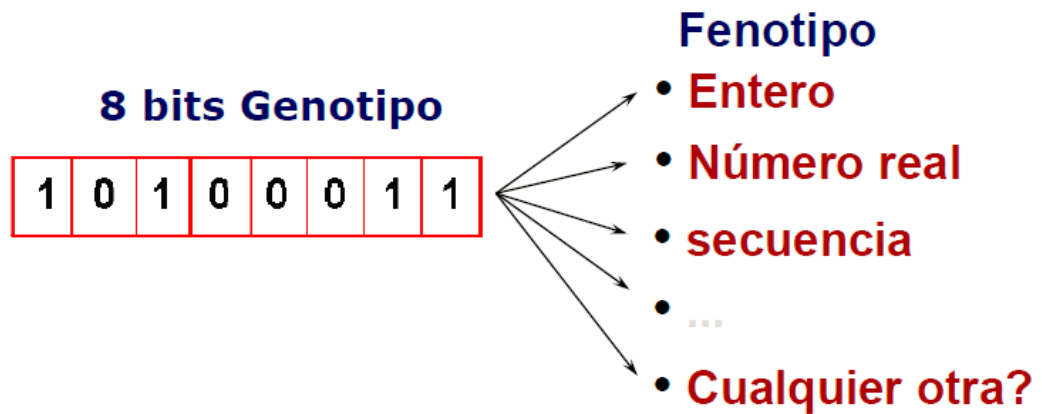 Fenotipo
8 bits Genotipo
1 0 1 0 0 0 1 1
• Entero
• Número real
• secuencia
• ...
• Cualquier otra?